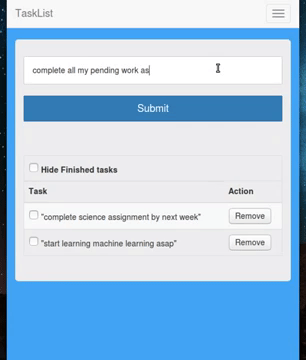 TaskList
complete all my pending work as
Submit
Hide Finished tasks
Task Action
"complete science assignment by next week" Remove
"start learning machine learning asap" Remove